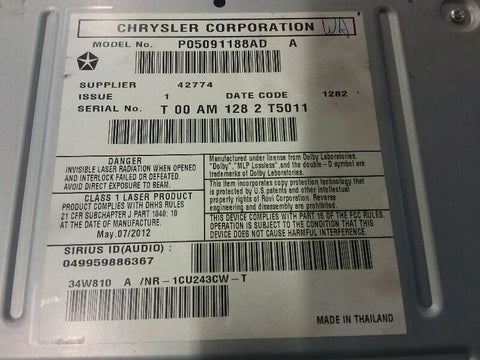 CHRYSLER CORPORATION
WA
MODEL No. P05091188AD A
SUPPLIER 42774
ISSUE 1 DATE CODE 1282
SERIAL No. T 00 AM 128 2 T5011
DANGER
INVISIBLE LASER RADIATION WHEN OPENED
AND INTERLOCK FAILED OR DEFEATED.
AVOID DIRECT EXPOSURE TO BEAM.
CLASS 1 LASER PRODUCT
PRODUCT COMPLIES WITH DHHS RULES
21 CFR SUBCHAPTER J PART 1040: 10
AT THE DATE OF MANUFACTURE.
May.07/2012
Manufactured under license from Dolby Laboratories.
"Dolby", "MLP Lossless",and the double-D symbol are
trademarks of Dolby Laboratories.
This item incorporates copy protection technology that
is protected by U.S. patents and other intellectual
property rights of Rovi Corporation. Reverse
engineering and disassembly are prohibited.
THIS DEVICE COMPLIES WITH PART 15 OF THE FCC RULES.
OPERATION IS SUBJECT TO THE CONDITION THAT THIS
DEVICE DOES NOT CAUSE HARMFUL INTERFERENCE.
SIRIUS ID(AUDIO) :
049959886367
34W810 A /NR-1CU243CW-T
MADE IN THAILAND